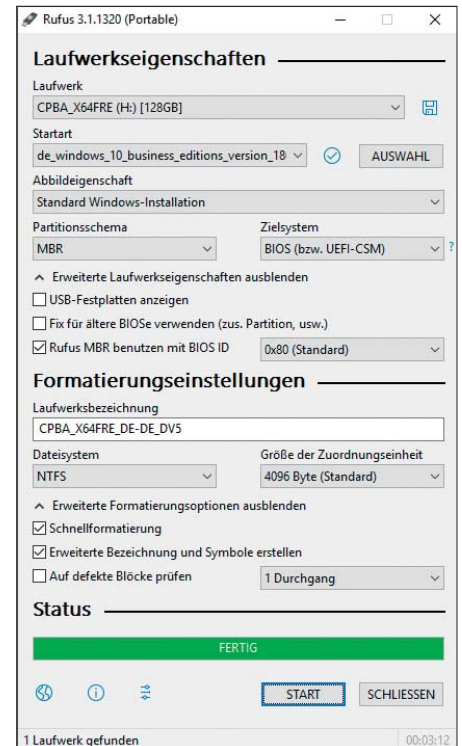 Rufus 3.1.1320 (Portable)
Laufwerkseigenschaften
Laufwerk
CPBA_X64FRE (H:) [128GB]
Startart
de_windows_10_business_editions_version_18 AUSWAHL
Abbildeigenschaft
Standard Windows-Installation
Partitionsschema Zielsystem
MBR BIOS (bzw. UEFI-CSM) ?
Erweiterte Laufwerkseigenschaften ausblenden
USB-Festplatten anzeigen
Fix für ältere BIOSe verwenden (zus. Partition, usw.)
Rufus MBR benutzen mit BIOS ID 0x80 (Standard)
Formatierungseinstellungen
Laufwerksbezeichnung
CPBA_X64FRE_DE-DE_DV5
Dateisystem Größe der Zuordnungseinheit
NTFS 4096 Byte (Standard)
Erweiterte Formatierungsoptionen ausblenden
Schnellformatierung
Erweiterte Bezeichnung und Symbole erstellen
Auf defekte Blöcke prüfen 1 Durchgang
Status
FERTIG
START SCHLIESSEN
1 Laufwerk gefunden 00:03:12